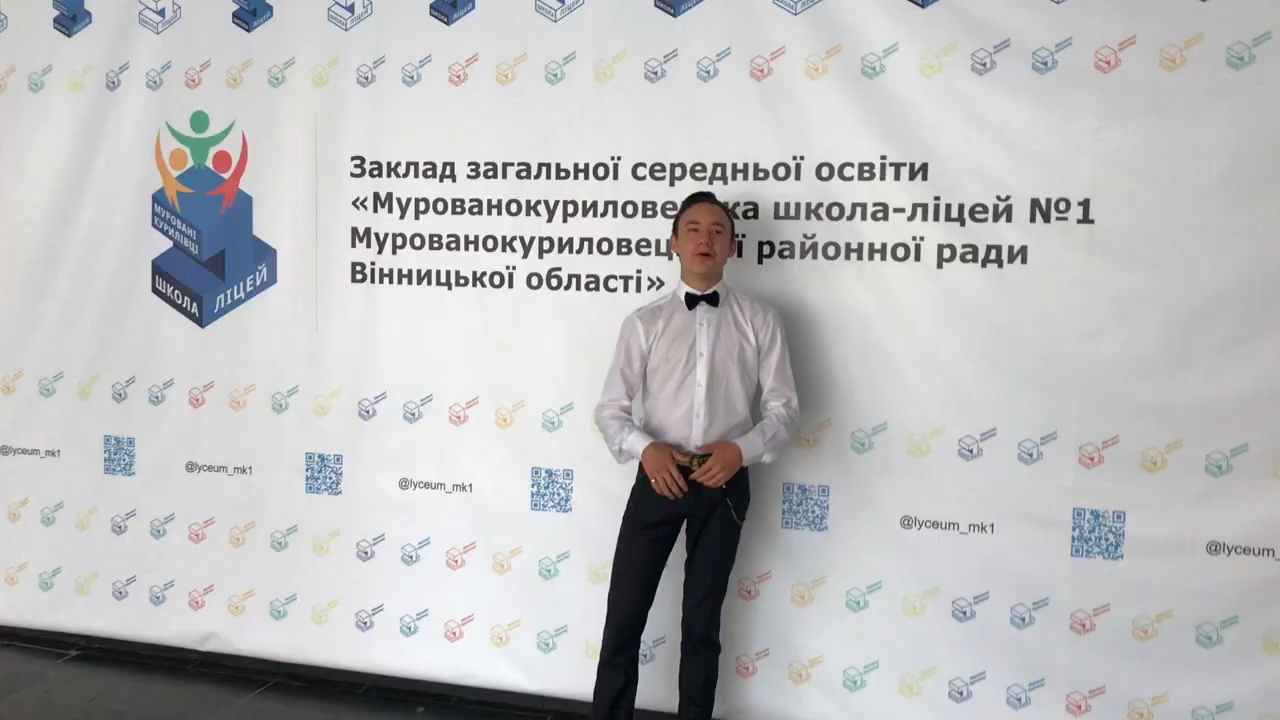 Заклад загальної середньої освіти
«Мурованокуриловe ка школа-ліцей №1
Мурованокуриловец ї районної ради
Вінницької області»
МУРОВАНІ
КУРИЛІВЦІ
ШКОЛА
ЛІЦЕЙ
@lyceum_mk1
@lyceum_mk1
@lyceum_mk1
@lyceum_mk1
@lyceum_